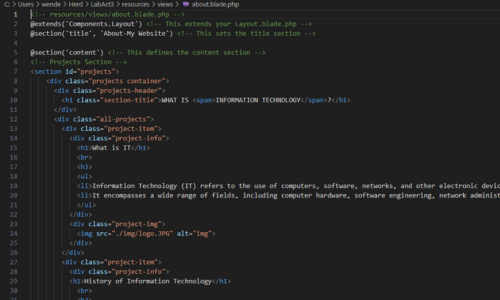 C: > Users > wende > Herd > LabAct3 > resources > views > about.blade.php
1 <!-- resources/views/about.blade.php -->
2 @extends('Components.Layout') <!-- This extends your Layout.blade.php -->
3 @section('title', 'About-My Website') <!-- This sets the title section -->
4
5 @section('content') <!-- This defines the content section -->
6 <!-- Projects Section -->
7 <section id="projects">
8 <div class="projects container">
9 <div class="projects-header">
10 <h1 class="section-title">WHAT IS <span>INFORMATION TECHNOLOGY</span>?</h1>
11 </div>
12 <div class="all-projects">
13 <div class="project-item">
14 <div class="project-info">
15 <h1>What is IT</h1>
16 <br>
17 <h3>
18 <ul>
19 <li>Information Technology (IT) refers to the use of computers, software, networks, and other electronic devic
20 <li>It encompasses a wide range of fields, including computer hardware, software engineering, network administ
21 </ul>
22 </div>
23 <div class="project-img">
24 <img src="./img/logo.JPG" alt="img">
25 </div>
26 </div>
27 <div class="project-item">
28 <div class="project-info">
29 <h1>History of Information Technology</h1>
30 <br>